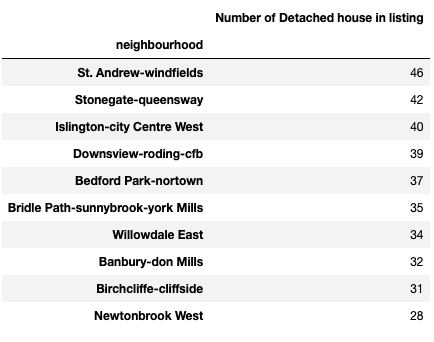 Number of Detached house in listing
neighbourhood
St. Andrew-windfields 46
Stonegate-queensway 42
Islington-city Centre West 40
Downsview-roding-cfb 39
Bedford Park-nortown 37
Bridle Path-sunnybrook-york Mills 35
Willowdale East 34
Banbury-don Mills 32
Birchcliffe-cliffside 31
Newtonbrook West 28